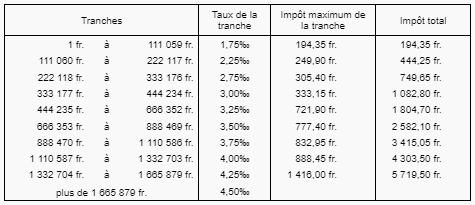 Tranches Taux de la tranche Impôt maximum de la tranche Impôt total
1 fr. à 111 059 fr. 1,75‰ 194,35 fr. 194,35 fr.
111 060 fr. à 222 117 fr. 2,25‰ 249,90 fr. 444,25 fr.
222 118 fr. à 333 176 fr. 2,75‰ 305,40 fr. 749,65 fr.
333 177 fr. à 444 234 fr. 3,00‰ 333,15 fr. 1 082,80 fr.
444 235 fr. à 666 352 fr. 3,25‰ 721,90 fr. 1 804,70 fr.
666 353 fr. à 888 469 fr. 3,50‰ 777,40 fr. 2 582,10 fr.
888 470 fr. à 1 110 586 fr. 3,75‰ 832,95 fr. 3 415,05 fr.
1 110 587 fr. à 1 332 703 fr. 4,00‰ 888,45 fr. 4 303,50 fr.
1 332 704 fr. à 1 665 879 fr. 4,25‰ 1 416,00 fr. 5 719,50 fr.
plus de 1 665 879 fr. 4,50‰